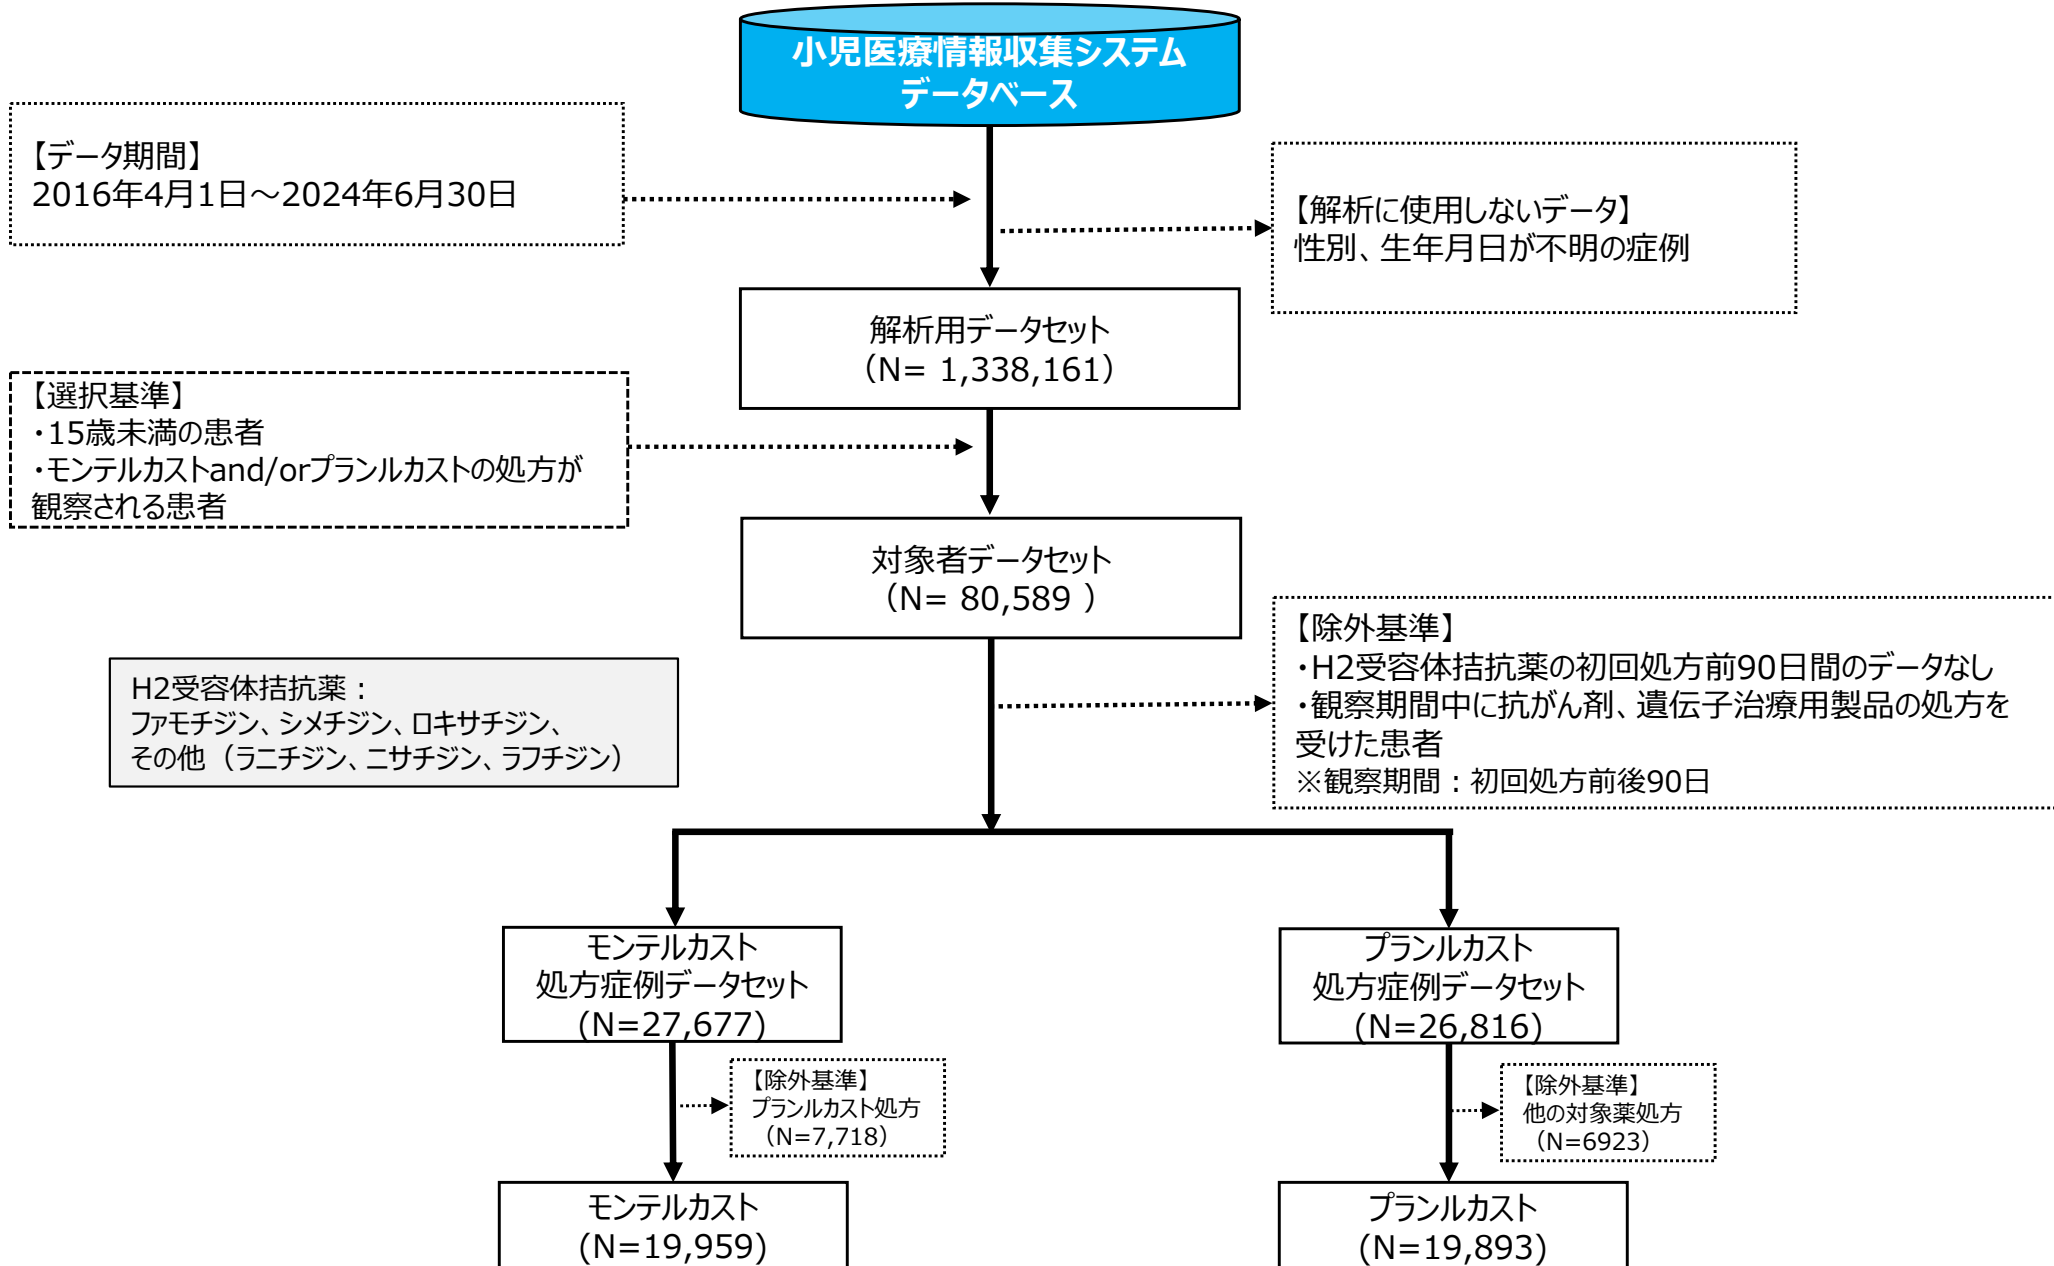 小児医療情報収集システム
データベース
【データ期間】
2016年4月1日～2024年6月30日
【解析に使用しないデータ】
性別、生年月日が不明の症例
解析用データセット
（N= 1,338,161）
【選択基準】
・15歳未満の患者
・モンテルカストand/orプランルカストの処方が
観察される患者
対象者データセット
（N= 80,589 ）
【除外基準】
・H2受容体拮抗薬の初回処方前90日間のデータなし
・観察期間中に抗がん剤、遺伝子治療用製品の処方を
受けた患者
※観察期間：初回処方前後90日
H2受容体拮抗薬：
ファモチジン、シメチジン、ロキサチジン、
その他（ラニチジン、ニサチジン、ラフチジン）
モンテルカスト
処方症例データセット
(N=27,677)
プランルカスト
処方症例データセット
(N=26,816)
【除外基準】
プランルカスト処方
（N=7,718）
【除外基準】
他の対象薬処方
（N=6923）
モンテルカスト
(N=19,959)
プランルカスト
(N=19,893)